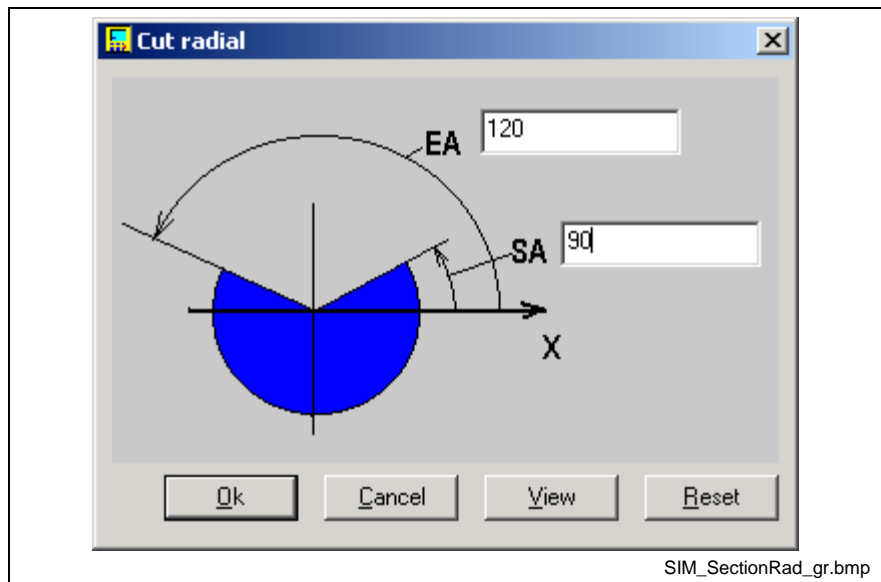 Cut radial
EA 120
SA 90
X
Ok Cancel View Reset
SIM_SectionRad_gr.bmp